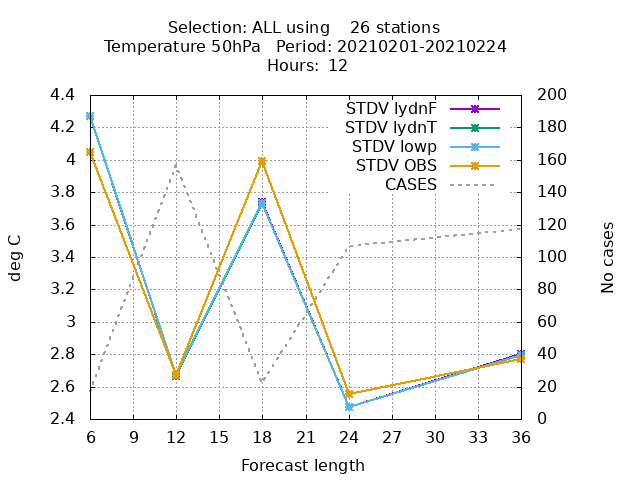 Selection: ALL using    26 stations
Temperature 50hPa   Period: 20210201-20210224
Hours: 12
4.4
4.2
4
3.8
3.6
3.4
3.2
3
2.8
2.6
2.4
deg C
STDV lydnF
STDV lydnT
STDV lowp
STDV OBS
CASES
200
180
160
140
120
100
80
60
40
20
0
No cases
6 9 12 15 18 21 24 27 30 33 36
Forecast length